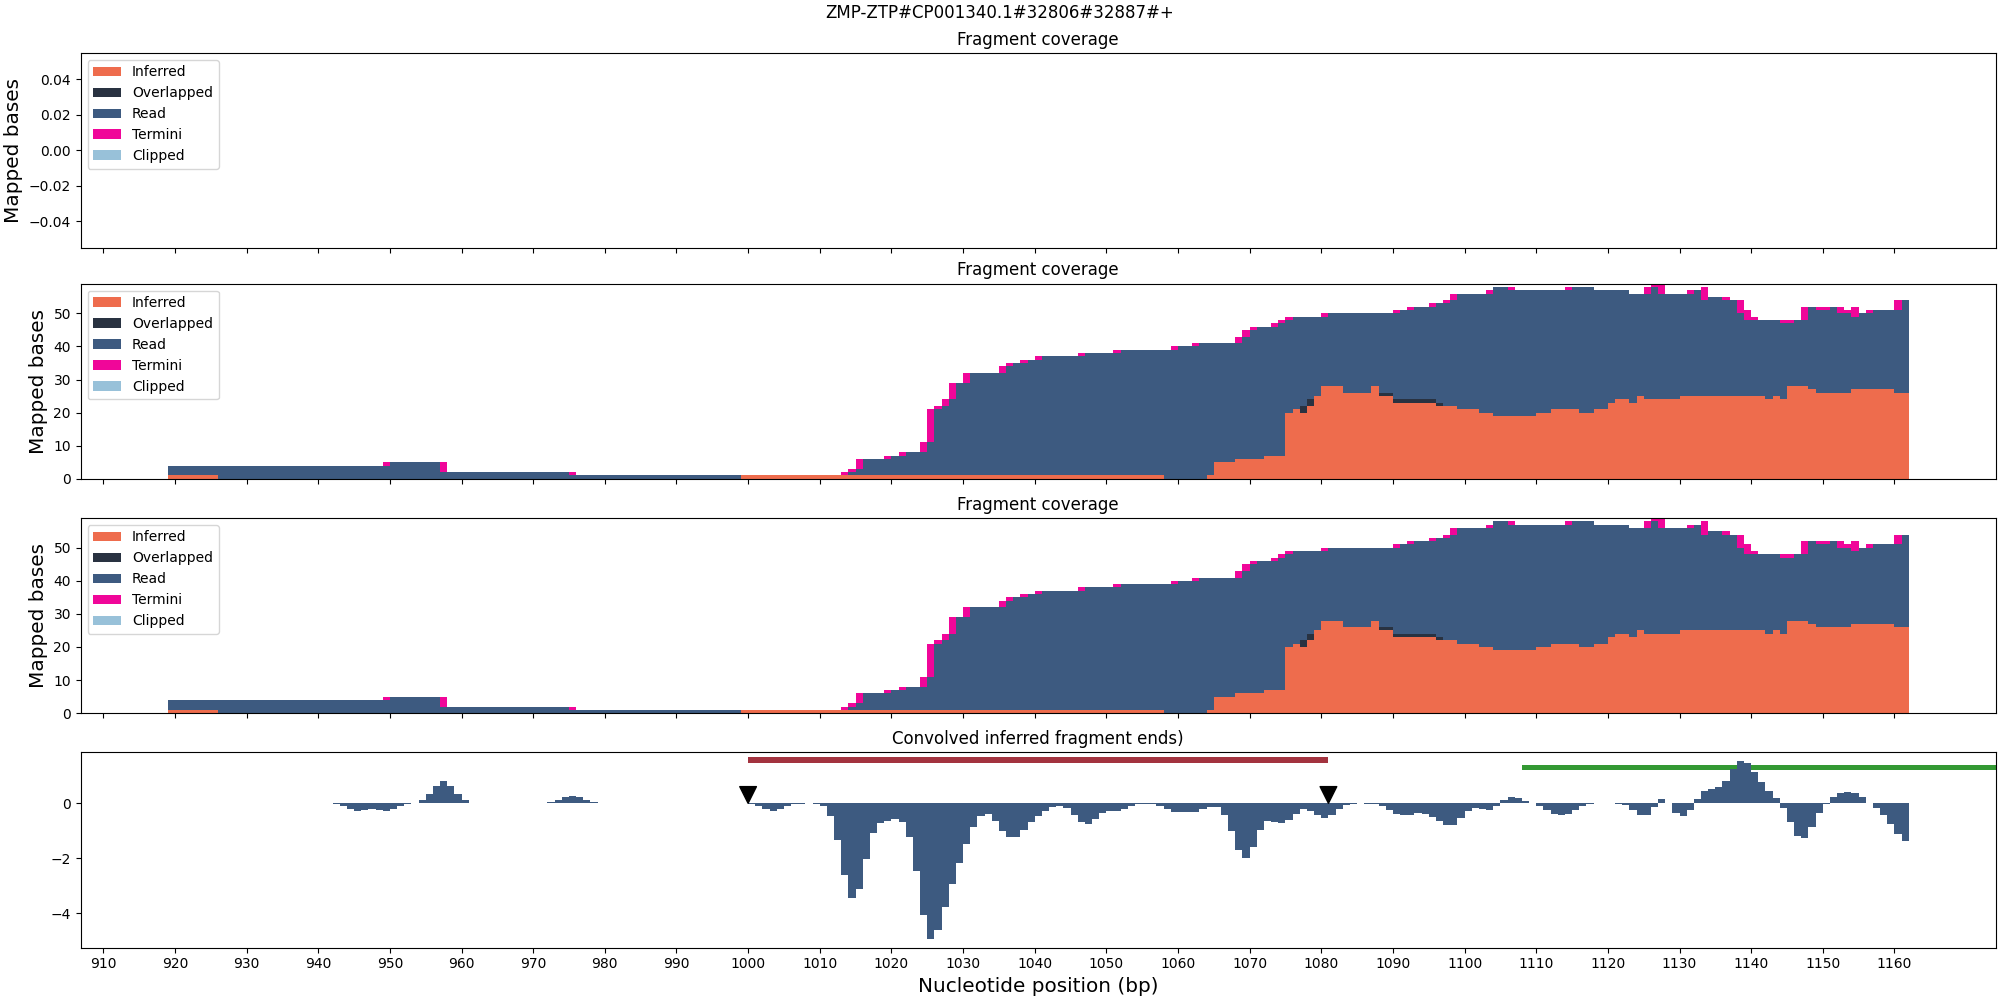 ZMP-ZTP#CP001340.1#32806#32887#+
Fragment coverage
Mapped bases
0.04
0.02
0.00
−0.02
−0.04
Inferred
Overlapped
Read
Termini
Clipped
Fragment coverage
Mapped bases
50
40
30
20
10
0
Inferred
Overlapped
Read
Termini
Clipped
Fragment coverage
Mapped bases
50
40
30
20
10
0
Inferred
Overlapped
Read
Termini
Clipped
Convolved inferred fragment ends)
0
−2
−4
910 920 930 940 950 960 970 980 990 1000 1010 1020 1030 1040 1050 1060 1070 1080 1090 1100 1110 1120 1130 1140 1150 1160
Nucleotide position (bp)